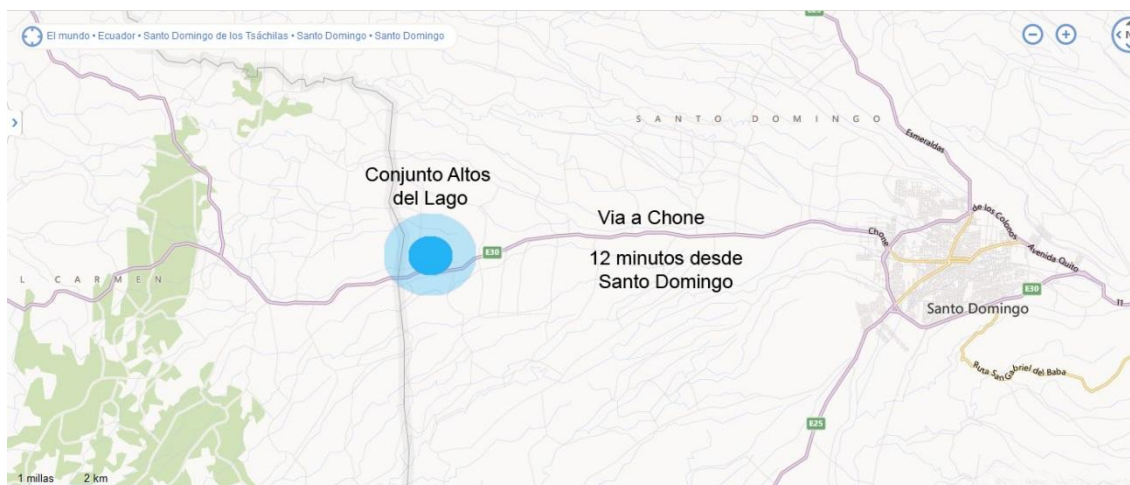 El mundo • Ecuador • Santo Domingo de los Tsáchilas • Santo Domingo • Santo Domingo
N
SANTO DOMINGO
Esmeraldas
Conjunto Altos
del Lago
Via a Chone
de los Colonos
Chone
Avenida Quito
E30
12 minutos desde
Santo Domingo
L CARMEN
E30
Santo Domingo
Ruta San Gabriel del Baba
E25
1 millas 2 km